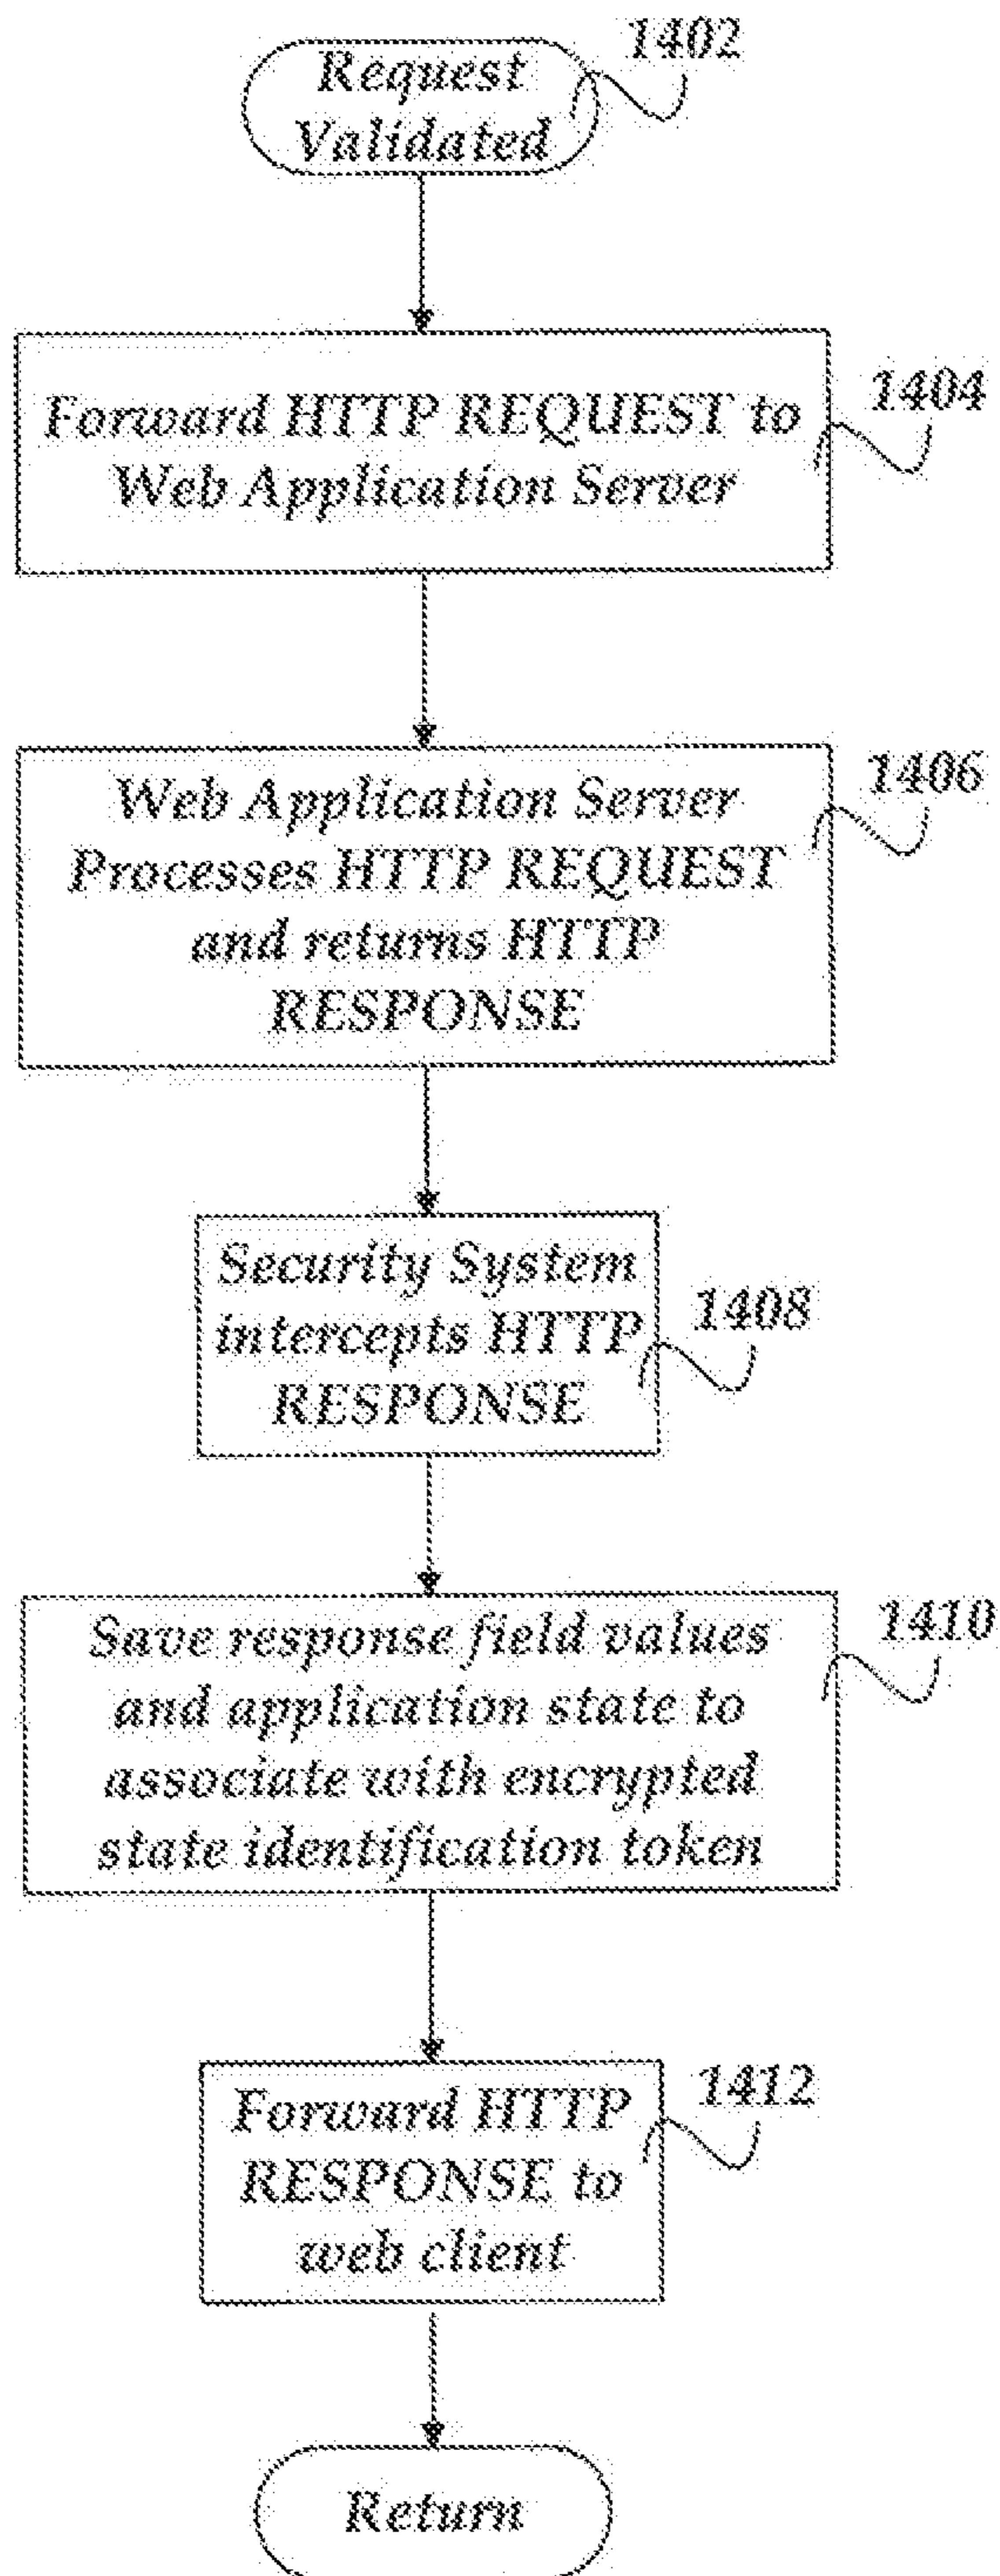 1402
Request
Validated
1404
Forward HTTP REQUEST to
Web Application Server
1406
Web Application Server
Processes HTTP REQUEST
and returns HTTP
RESPONSE
Security System
intercepts HTTP
RESPONSE
1408
Save response field values
and application state to
associate with encrypted
state identification token
1410
Forward HTTP
RESPONSE to
web client
1412
Return